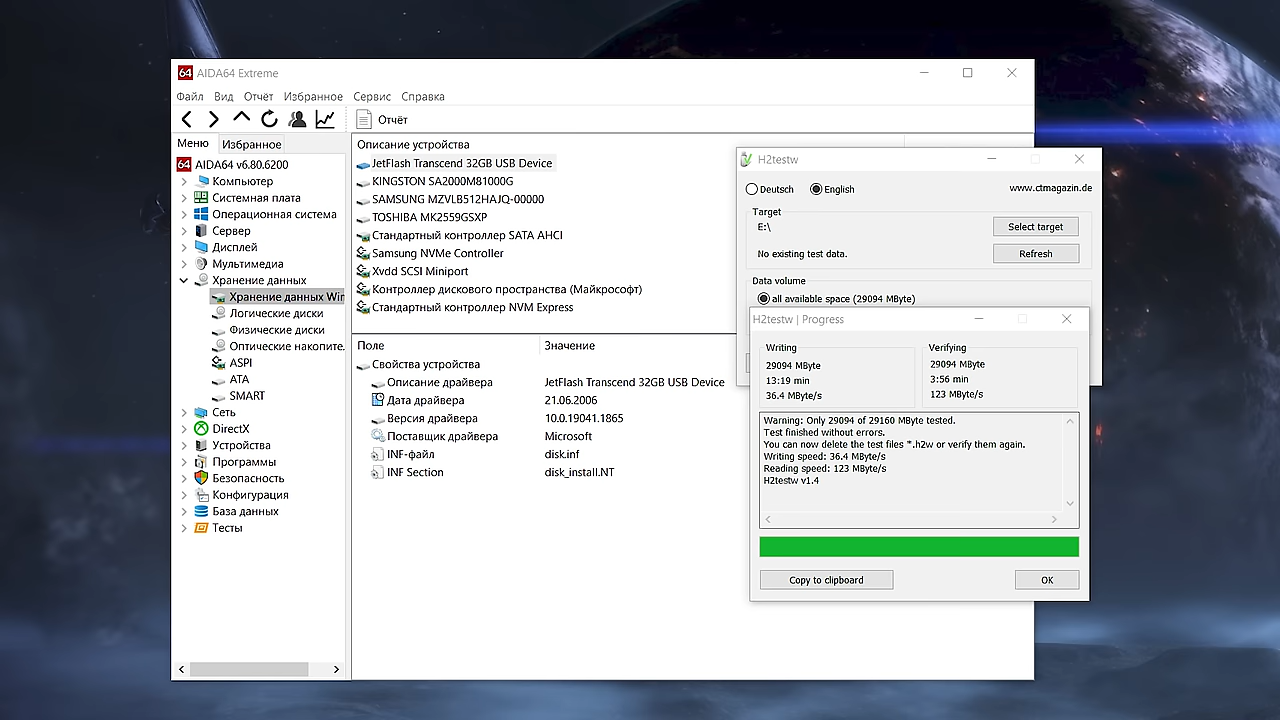 64 AIDA64 Extreme
Файл Вид Отчёт Избранное Сервис Справка
Отчёт
Меню Избранное
64 AIDA64 v6.80.6200
Компьютер
Системная плата
Операционная система
Сервер
Дисплей
Мультимедиа
Хранение данных
Хранение данных Wir
Логические диски
Физические диски
Оптические накопите
ASPI
ATA
SMART
Сеть
DirectX
Устройства
Программы
Безопасность
Конфигурация
База данных
Тесты
Описание устройства
JetFlash Transcend 32GB USB Device
KINGSTON SA2000M81000G
SAMSUNG MZVLB512HAJQ-00000
TOSHIBA MK2559GSXP
Стандартный контроллер SATA AHCI
Samsung NVMe Controller
Xvdd SCSI Miniport
Контроллер дискового пространства (Майкрософт)
Стандартный контроллер NVM Express
Поле Значение
Свойства устройства
Описание драйвера JetFlash Transcend 32GB USB Device
Дата драйвера 21.06.2006
Версия драйвера 10.0.19041.1865
Поставщик драйвера Microsoft
INF-файл disk.inf
INF Section disk_install.NT
H2testw
Deutsch English www.ctmagazin.de
Target
E:\ Select target
No existing test data. Refresh
Data volume
all available space (29094 MByte)
H2testw | Progress
Writing Verifying
29094 MByte 29094 MByte
13:19 min 3:56 min
36.4 MByte/s 123 MByte/s
Warning: Only 29094 of 29160 MByte tested.
Test finished without errors.
You can now delete the test files *.h2w or verify them again.
Writing speed: 36.4 MByte/s
Reading speed: 123 MByte/s
H2testw v1.4
Copy to clipboard OK